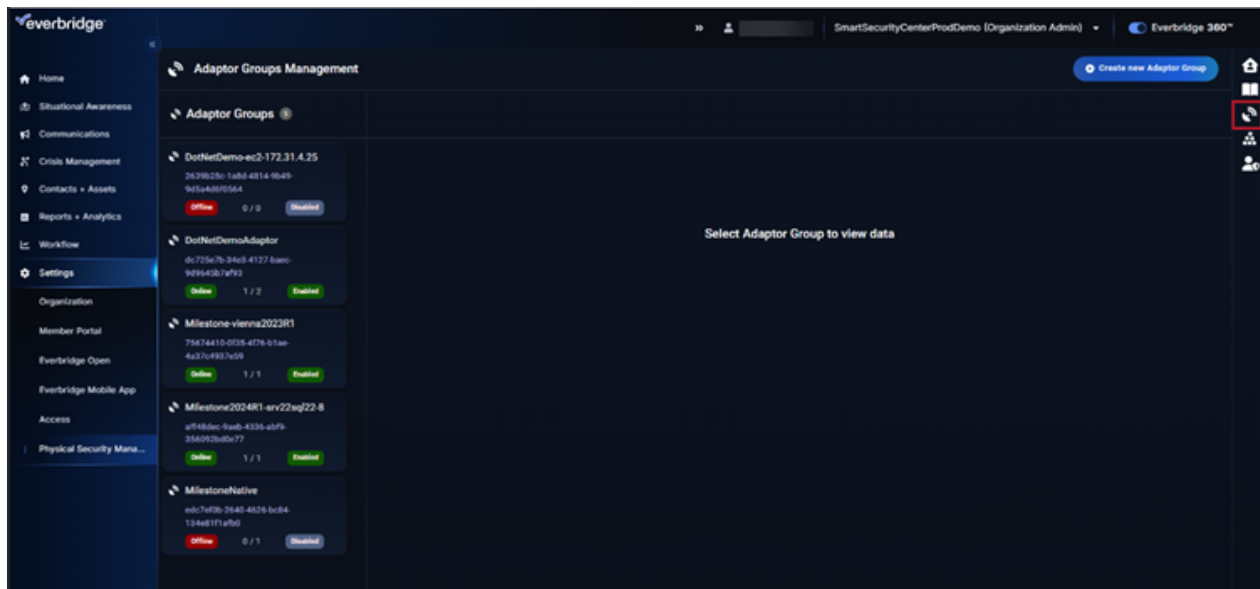 everbridge
SmartSecurityCenterProdDemo (Organization Admin)
Everbridge 360™
Adaptor Groups Management
Create new Adaptor Group
Home
Situational Awareness
Communications
Crisis Management
Contacts + Assets
Reports + Analytics
Workflow
Settings
Organization
Member Portal
Everbridge Open
Everbridge Mobile App
Access
Physical Security Mana...
Adaptor Groups
DotNetDemo-ec2-172.31.4.25
2639b25c-1a8d-4814-9b49-
9d5a4d6f0564
Offline 0 / 0 Disabled
DotNetDemoAdaptor
dc725e7b-34e3-4127-baec-
9d9645b7af93
Online 1 / 2 Enabled
Milestone-vienna2023R1
75674410-0f35-4f76-b1ae-
4a37c4937e59
Online 1 / 1 Enabled
Milestone2024R1-srv22sql22-8
aff48dec-9aeb-4336-abf9-
356092bd0e77
Online 1 / 1 Enabled
MilestoneNative
edc7ef0b-2640-4626-bc84-
134e81f1afb0
Offline 0 / 1 Disabled
Select Adaptor Group to view data